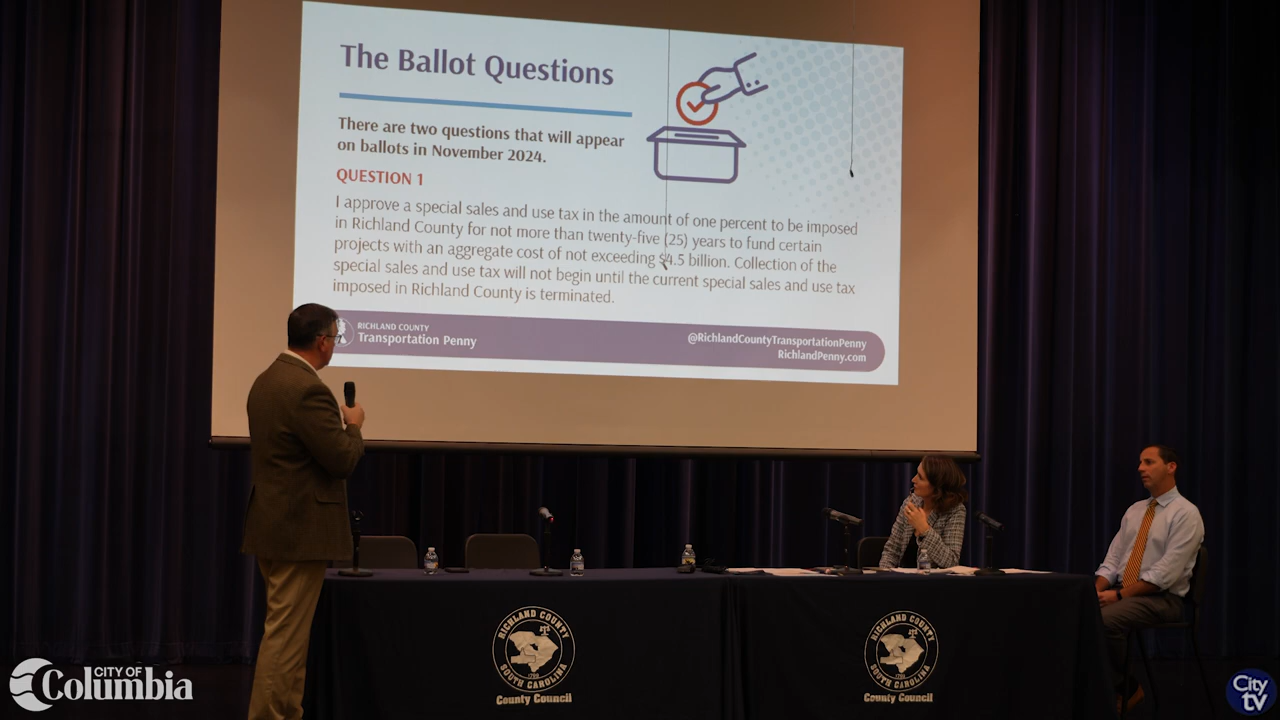 The Ballot Questions
There are two questions that will appear
on ballots in November 2024.
QUESTION 1
I approve a special sales and use tax in the amount of one percent to be imposed
in Richland County for not more than twenty-five (25) years to fund certain
projects with an aggregate cost of not exceeding $4.5 billion. Collection of the
special sales and use tax will not begin until the current special sales and use tax
imposed in Richland County is terminated.
RICHLAND COUNTY
Transportation Penny
@RichlandCountyTransportationPenny
RichlandPenny.com
RICHLAND COUNTY
SOUTH CAROLINA
1799
County Council
RICHLAND COUNTY
SOUTH CAROLINA
1799
County Council
CITY OF
Columbia
City
tv